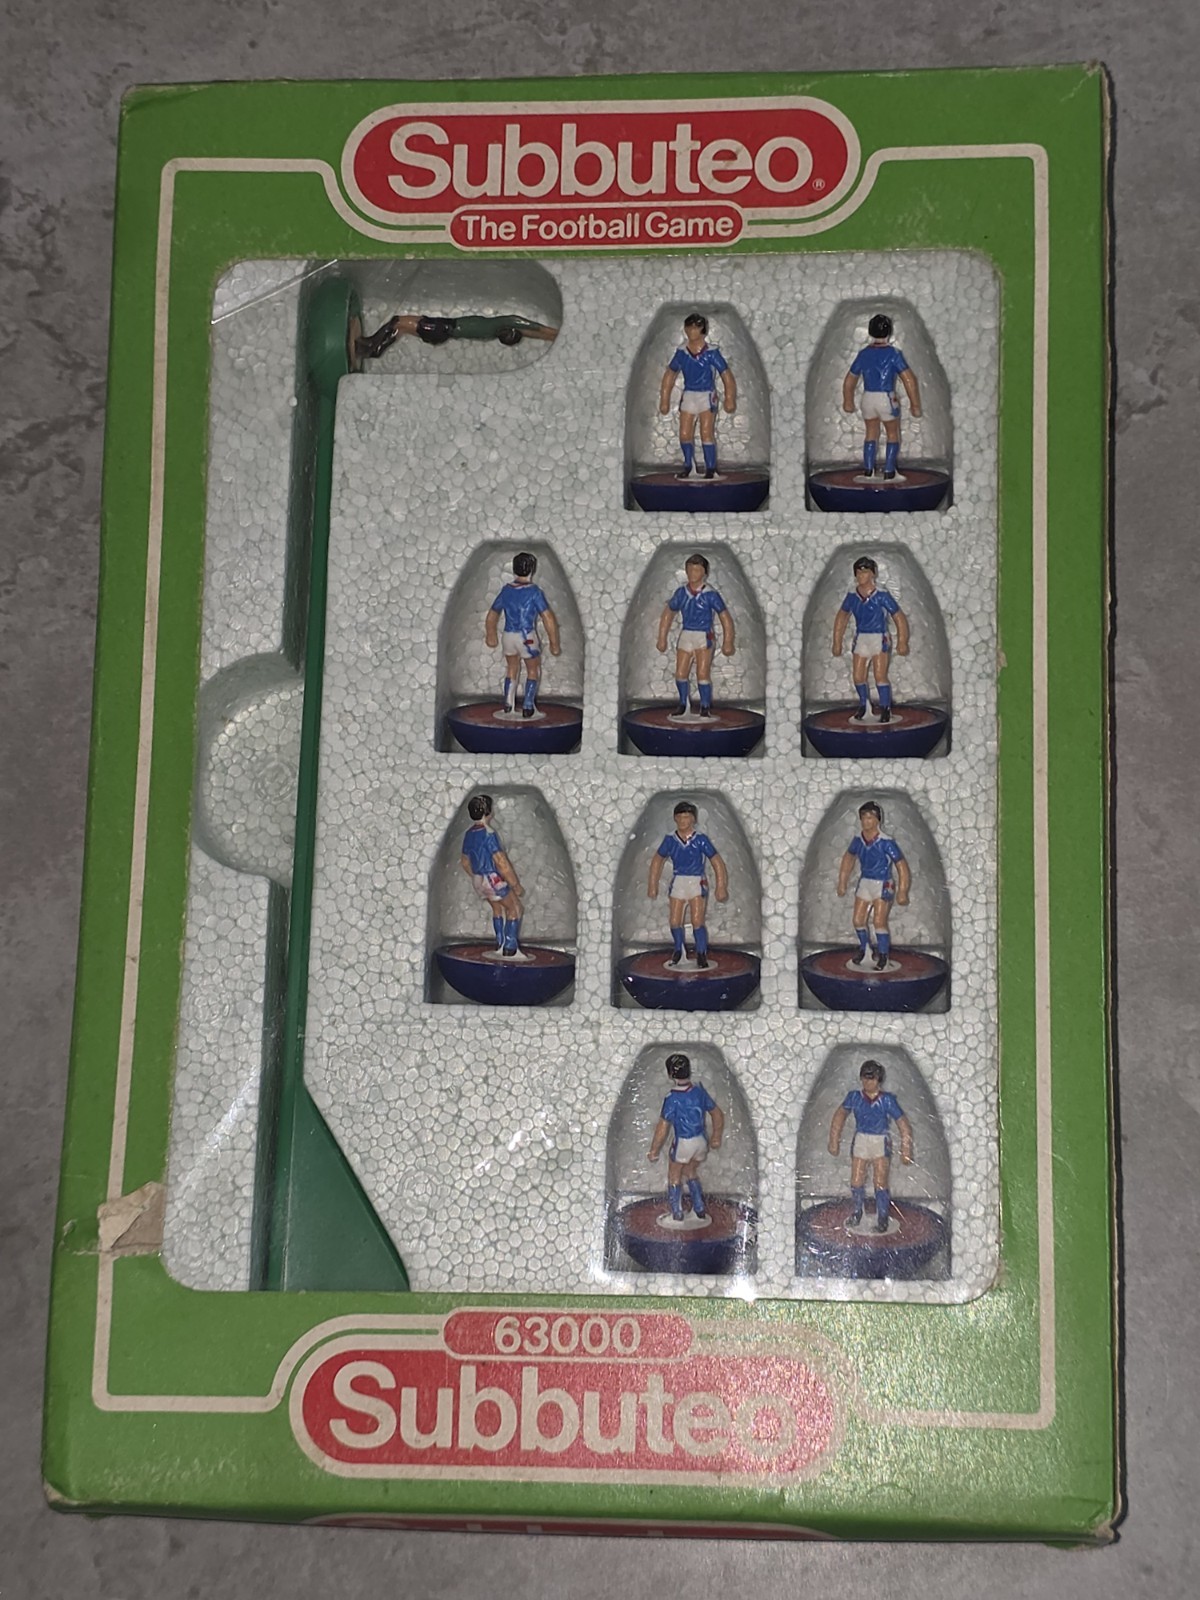 Subbuteo®
The Football Game
63000
Subbuteo